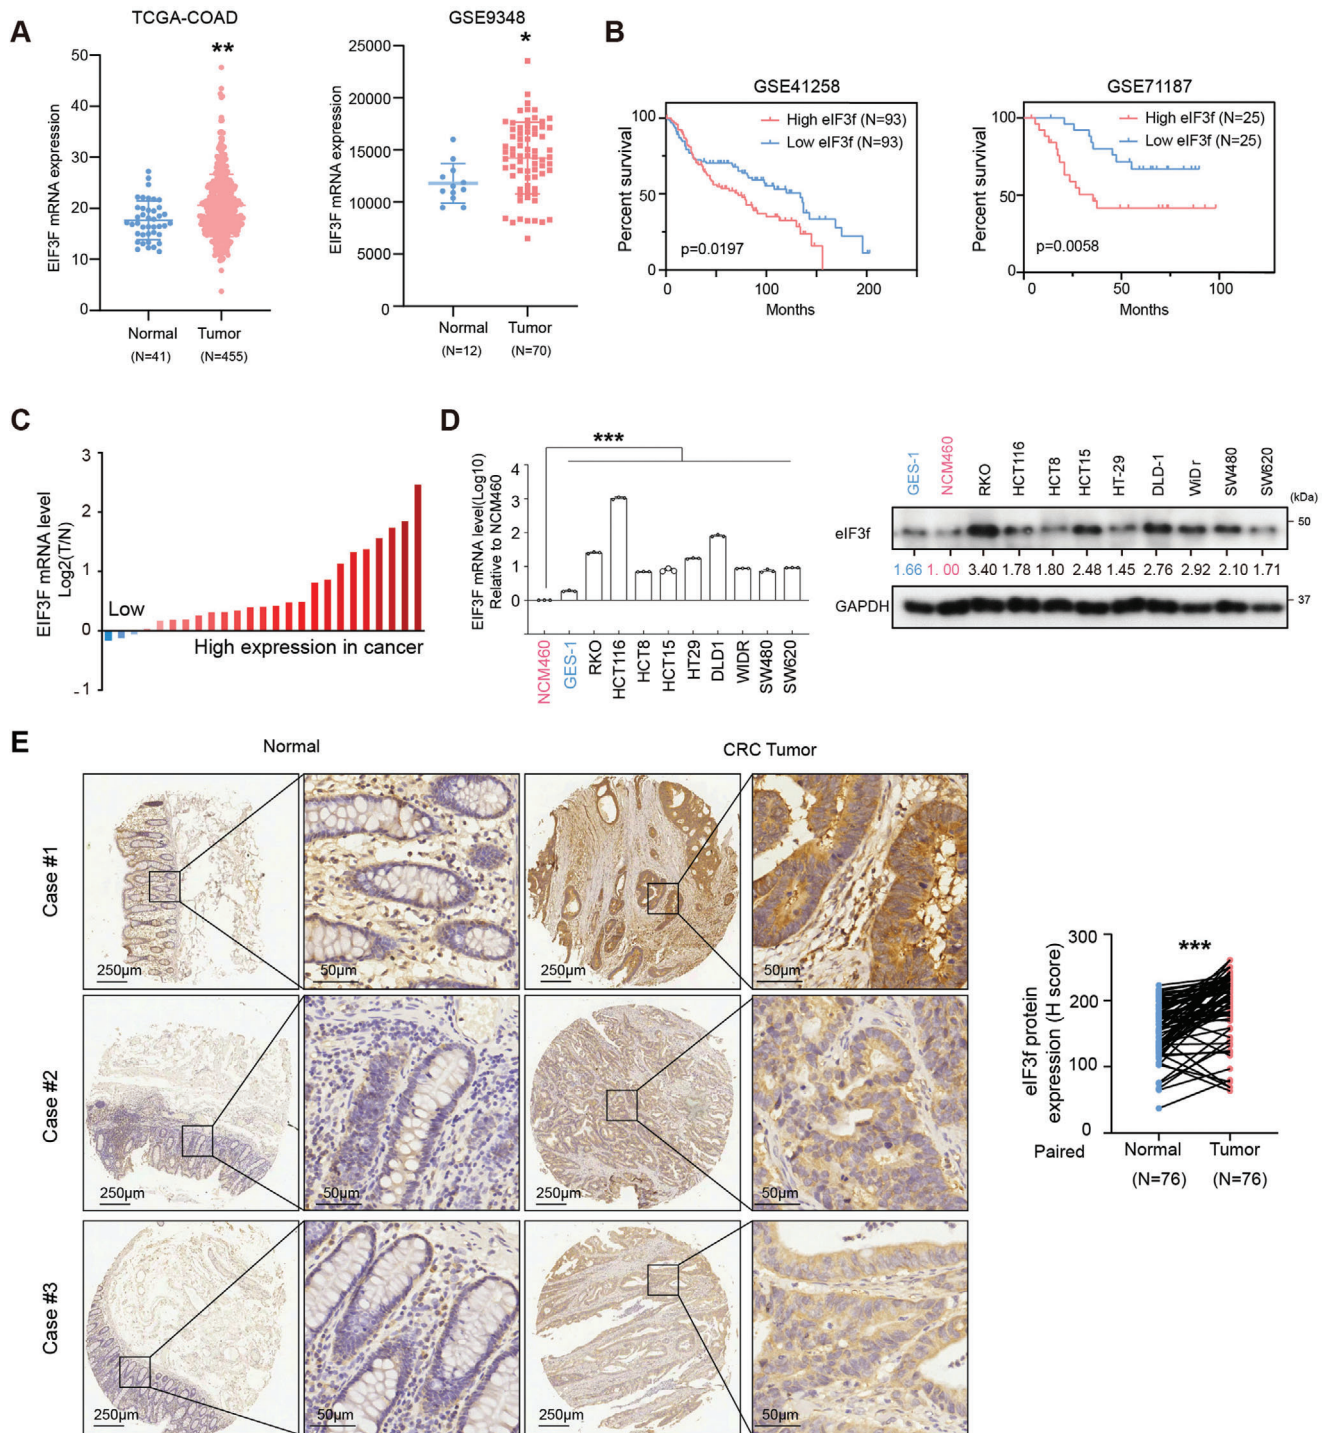 A
TCGA-COAD
**
EIF3F mRNA expression
50
40
30
20
10
0
Normal
Tumor
(N=41)
(N=455)
GSE9348
*
EIF3F mRNA expression
25000
20000
15000
10000
5000
0
Normal
Tumor
(N=12)
(N=70)
B
GSE41258
High eIF3f (N=93)
Low eIF3f (N=93)
Percent survival
100
50
0
p=0.0197
0
100
200
Months
GSE71187
High eIF3f (N=25)
Low eIF3f (N=25)
Percent survival
100
50
0
p=0.0058
0
50
100
Months
C
EIF3F mRNA level
Log2(T/N)
3
2
1
0
-1
Low
High expression in cancer
D
***
EIF3F mRNA level(Log10)
Relative to NCM460
4
3
2
1
0
NCM460
GES-1
RKO
HCT116
HCT8
HCT15
HT29
DLD1
WIDR
SW480
SW620
GES-1
NCM460
RKO
HCT116
HCT8
HCT15
HT-29
DLD-1
WiDr
SW480
SW620
(kDa)
eIF3f
50
1.66 1.00 3.40 1.78 1.80 2.48 1.45 2.76 2.92 2.10 1.71
GAPDH
37
E
Normal
CRC Tumor
Case #1
250μm
50μm
250μm
50μm
Case #2
250μm
50μm
250μm
50μm
Case #3
250μm
50μm
250μm
50μm
eIF3f protein
expression (H score)
300
200
100
0
***
Paired
Normal
Tumor
(N=76)
(N=76)